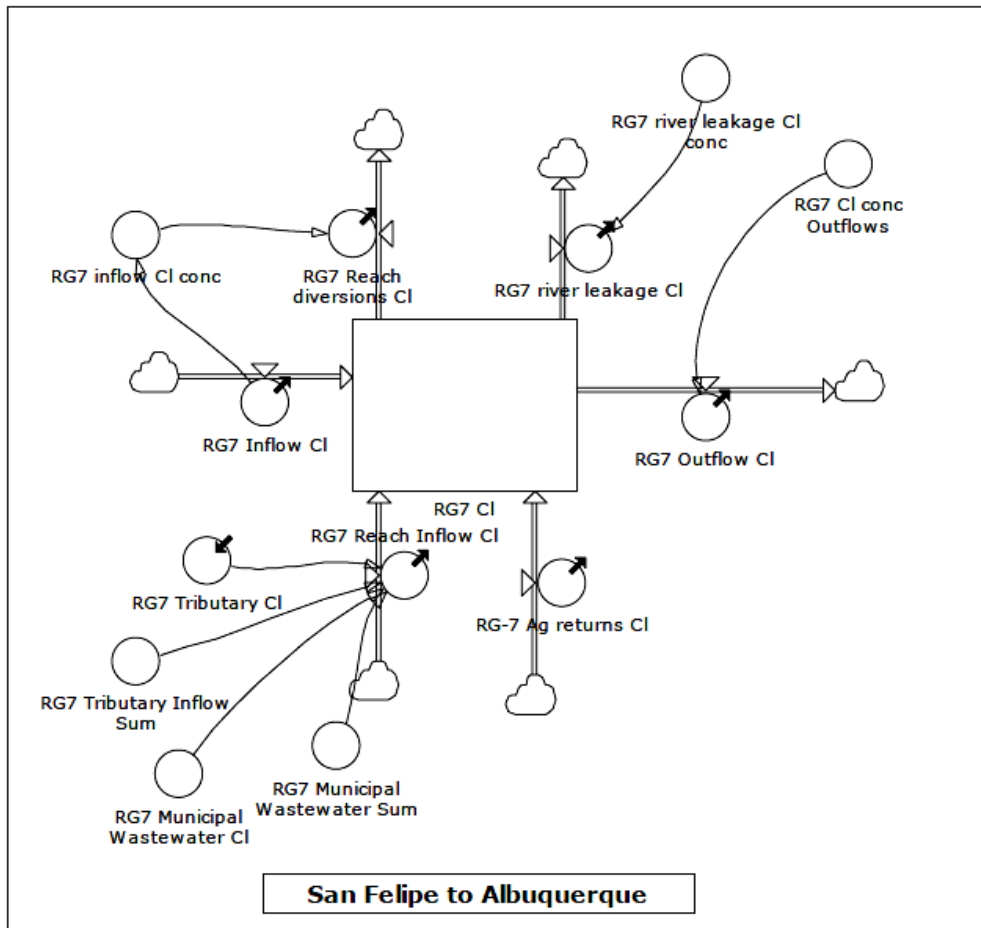 RG7 river leakage Cl
conc
RG7 Cl conc
Outflows
RG7 inflow Cl conc
RG7 Reach
diversions Cl
RG7 river leakage Cl
RG7 Inflow Cl
RG7 Outflow Cl
RG7 Cl
RG7 Reach Inflow Cl
RG7 Tributary Cl
RG-7 Ag returns Cl
RG7 Tributary Inflow
Sum
RG7 Municipal
Wastewater Sum
RG7 Municipal
Wastewater Cl
San Felipe to Albuquerque